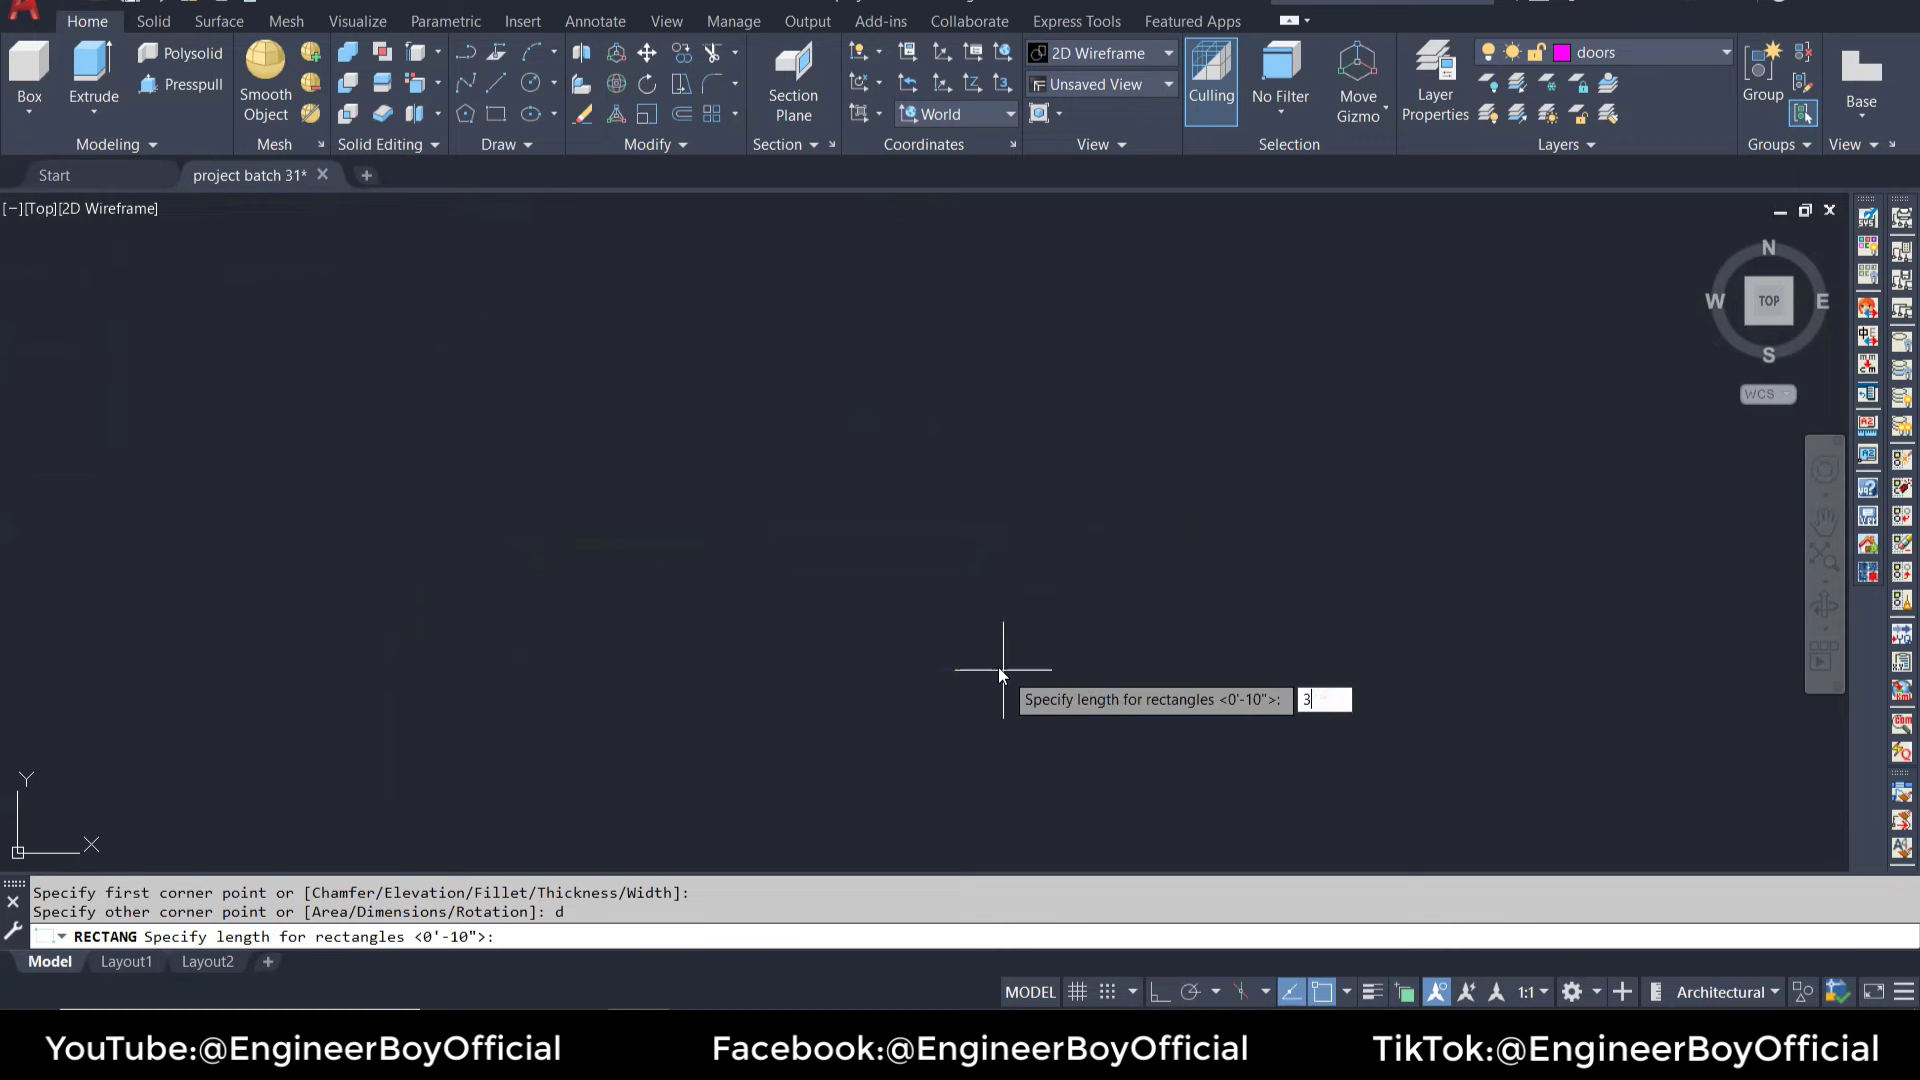 Home Solid Surface Mesh Visualize Parametric Insert Annotate View Manage Output Add-ins Collaborate Express Tools Featured Apps
Box
Extrude
Polysolid
Presspull
Smooth
Object
Section
Plane
World
2D Wireframe
Unsaved View
Culling
No Filter
Move
Gizmo
Layer
Properties
doors
Group
Base
Modeling Mesh Solid Editing Draw Modify Section Coordinates View Selection Layers Groups View
Start project batch 31*
[−][Top][2D Wireframe]
N
W TOP E
S
WCS
Specify length for rectangles <0'-10">: 3
Y
X
Specify first corner point or [Chamfer/Elevation/Fillet/Thickness/Width]:
Specify other corner point or [Area/Dimensions/Rotation]: d
RECTANG Specify length for rectangles <0'-10">:
Model Layout1 Layout2
MODEL 1:1 Architectural
YouTube:@EngineerBoyOfficial Facebook:@EngineerBoyOfficial TikTok:@EngineerBoyOfficial